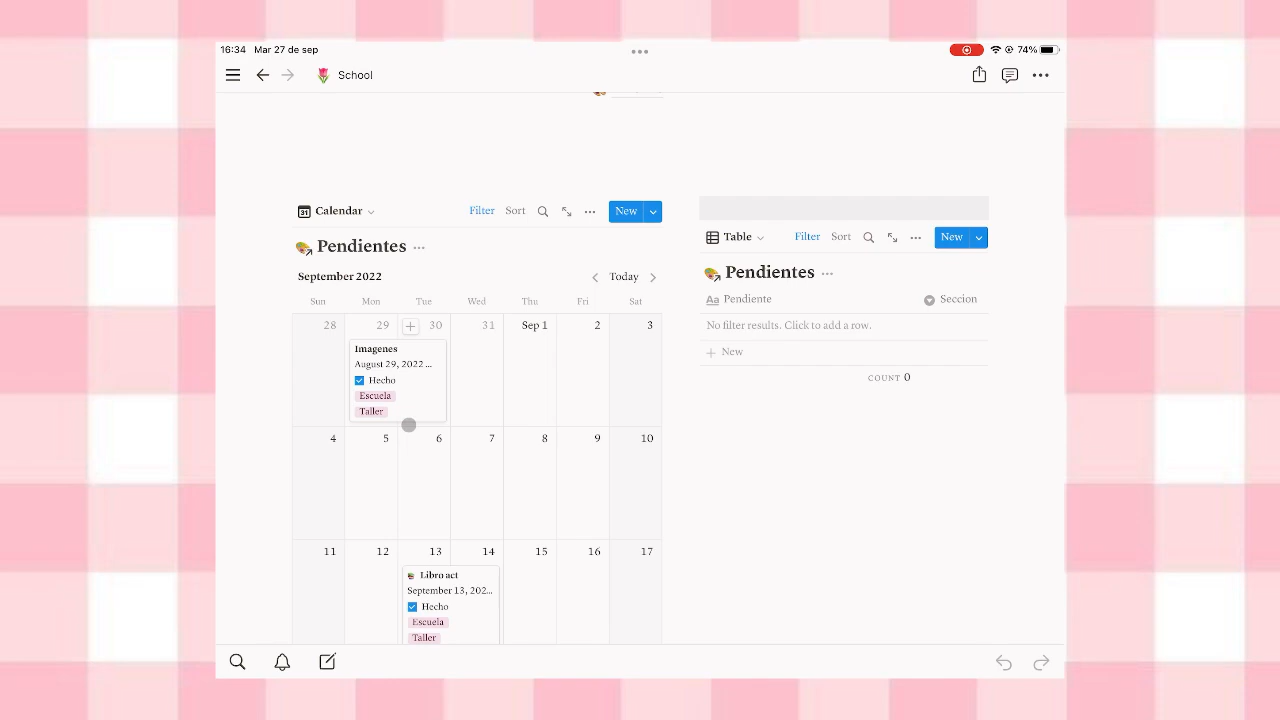 16:34 Mar 27 de sep
74%
School
31 Calendar
Filter Sort New
Pendientes
September 2022
Today
Sun Mon Tue Wed Thu Fri Sat
28 29 30 31 Sep 1 2 3
Imagenes
August 29, 2022 ...
Hecho
Escuela
Taller
4 5 6 7 8 9 10
11 12 13 14 15 16 17
Libro act
September 13, 202...
Hecho
Escuela
Taller
Table
Filter Sort New
Pendientes
Aa Pendiente Seccion
No filter results. Click to add a row.
+ New
COUNT 0